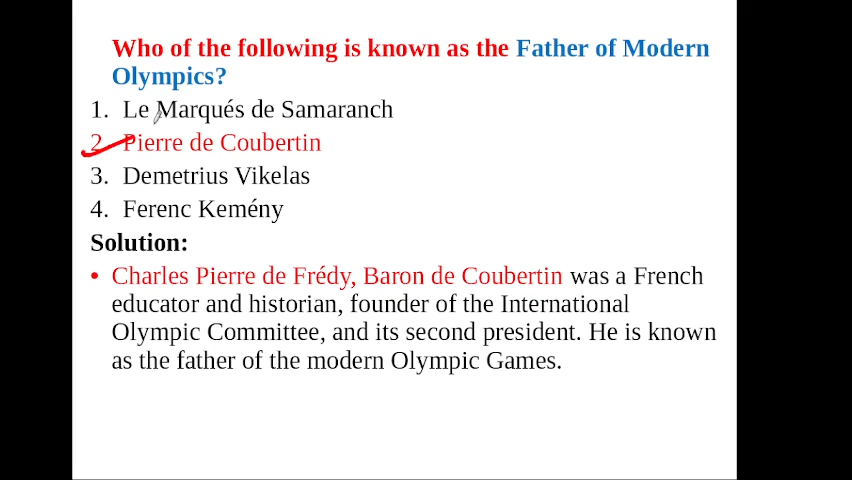 Who of the following is known as the Father of Modern
Olympics?
1. Le Marqués de Samaranch
2. Pierre de Coubertin
3. Demetrius Vikelas
4. Ferenc Kemény
Solution:
• Charles Pierre de Frédy, Baron de Coubertin was a French
educator and historian, founder of the International
Olympic Committee, and its second president. He is known
as the father of the modern Olympic Games.